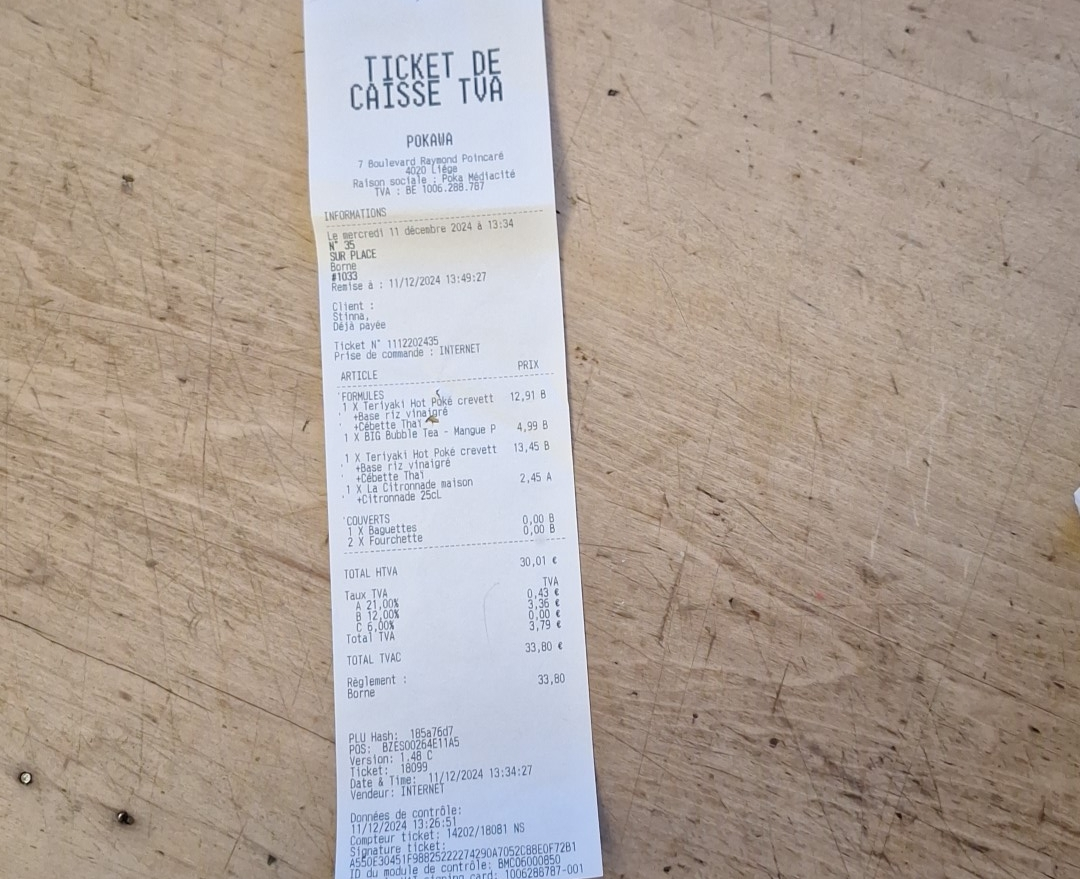 TICKET DE
CAISSE TVA
POKAWA
7 Boulevard Raymond Poincaré
4020 Liège
Raison sociale : Poka Médiacité
TVA : BE 1006.288.787
INFORMATIONS
Le mercredi 11 décembre 2024 à 13:34
N° 35
SUR PLACE
Borne
#1033
Remise à : 11/12/2024 13:49:27
Client :
Stinna,
Déjà payée
Ticket N° 1112202435
Prise de commande : INTERNET
ARTICLE PRIX
FORMULES
1 X Teriyaki Hot Poké crevett 12,91 B
+Base riz vinaigré
+Cébette Thaï
1 X BIG Bubble Tea - Mangue P 4,99 B
1 X Teriyaki Hot Poké crevett 13,45 B
+Base riz vinaigré
+Cébette Thaï
1 X La Citronnade maison 2,45 A
+Citronnade 25cL
COUVERTS
1 X Baguettes 0,00 B
2 X Fourchette 0,00 B
TOTAL HTVA 30,01 €
Taux TVA TVA
A 21,00% 0,43 €
B 12,00% 3,36 €
C 6,00% 0,00 €
Total TVA 3,79 €
TOTAL TVAC 33,80 €
Règlement :
Borne 33,80
PLU Hash: 185a76d7
POS: BZES00264E11A5
Version: 1.48 C
Ticket: 18099
Date & Time: 11/12/2024 13:34:27
Vendeur: INTERNET
Données de contrôle:
11/12/2024 13:26:51
Compteur ticket: 14202/18081 NS
Signature ticket:
A550E30451F98825222274290A7052C88E0F72B1
ID du module de contrôle: BMC06000850
signing card: 1006288787-001